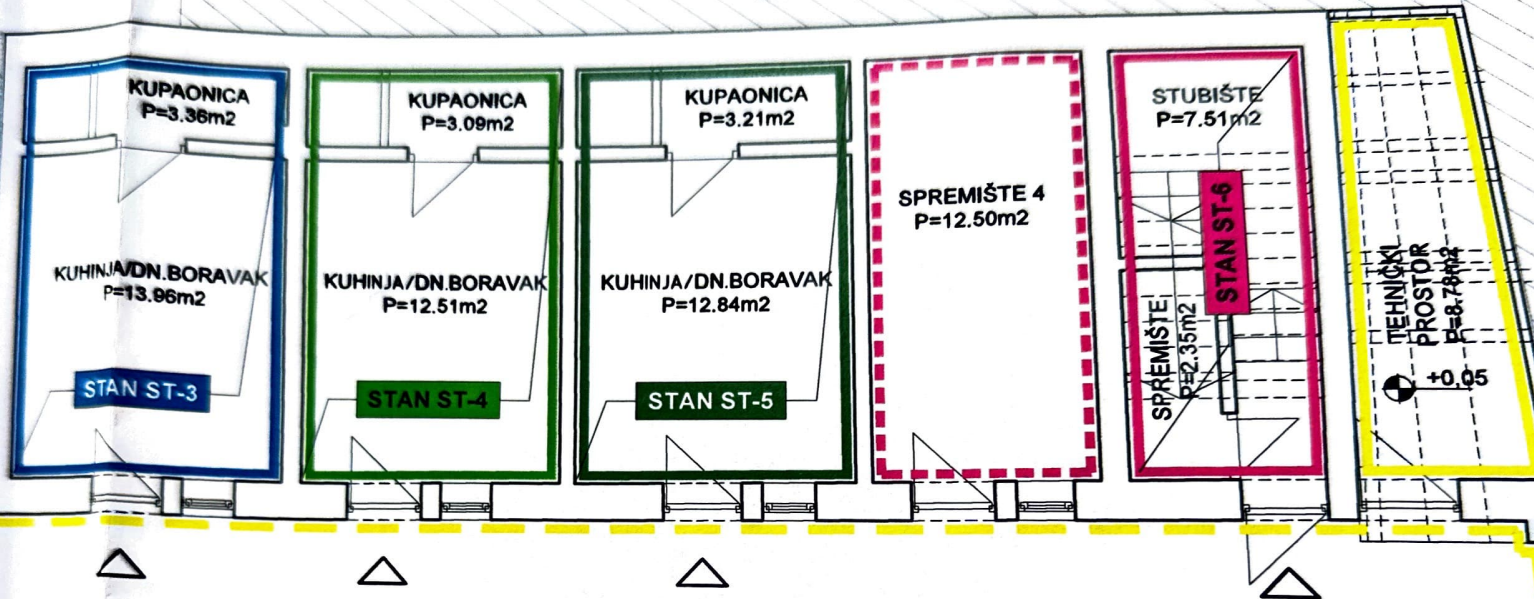 KUPAONICA
P=3.36m2
KUHINJA/DN.BORAVAK
P=13.96m2
STAN ST-3
KUPAONICA
P=3.09m2
KUHINJA/DN.BORAVAK
P=12.51m2
STAN ST-4
KUPAONICA
P=3.21m2
KUHINJA/DN.BORAVAK
P=12.84m2
STAN ST-5
SPREMIŠTE 4
P=12.50m2
STUBIŠTE
P=7.51m2
STAN ST-6
SPREMIŠTE
P=2.35m2
TEHNIČKI
PROSTOR
P=8.78m2
+0,05